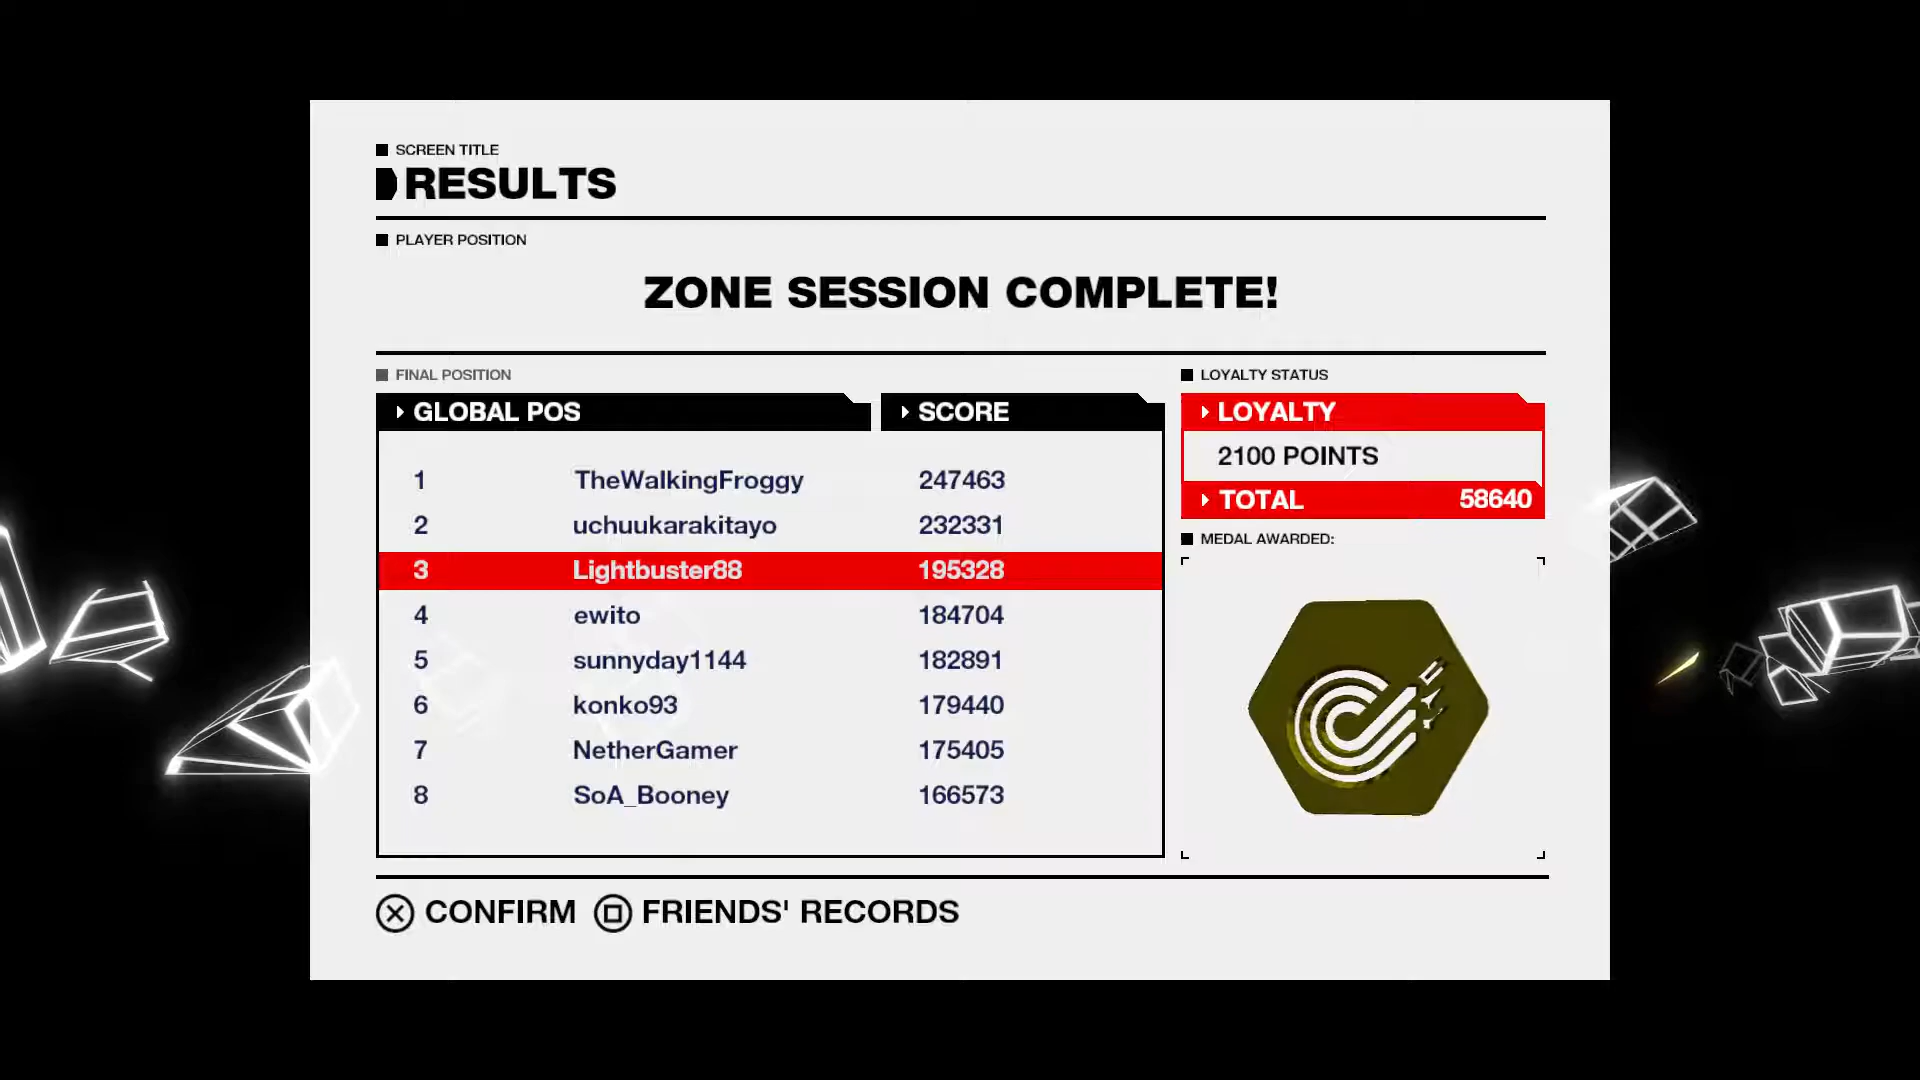 SCREEN TITLE
RESULTS
PLAYER POSITION
ZONE SESSION COMPLETE!
FINAL POSITION
GLOBAL POS SCORE
1 TheWalkingFroggy 247463
2 uchuukarakitayo 232331
3 Lightbuster88 195328
4 ewito 184704
5 sunnyday1144 182891
6 konko93 179440
7 NetherGamer 175405
8 SoA_Booney 166573
LOYALTY STATUS
LOYALTY
2100 POINTS
TOTAL 58640
MEDAL AWARDED:
CONFIRM FRIENDS' RECORDS